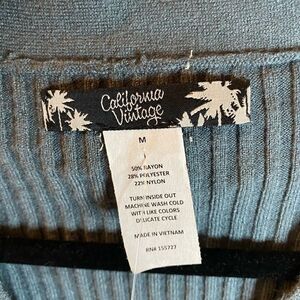 California
Vintage
M
50% RAYON
28% POLYESTER
22% NYLON
TURN INSIDE OUT
MACHINE WASH COLD
WITH LIKE COLORS
DELICATE CYCLE
MADE IN VIETNAM
RN# 155727